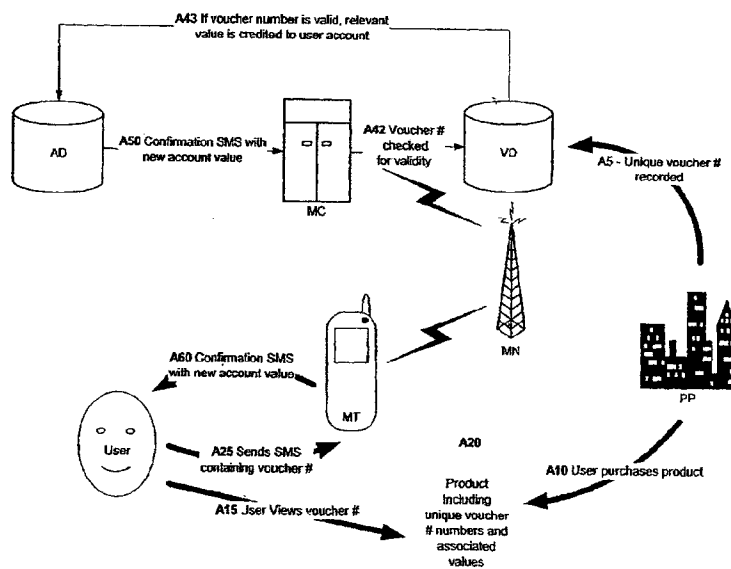 A43 If voucher number is valid, relevant
value is credited to user account
AD
A50 Confirmation SMS with
new account value
MC
A42 Voucher #
checked
for validity
VD
A5 - Unique voucher #
recorded
MN
PP
A60 Confirmation SMS
with new account value
MT
User
A25 Sends SMS
containing voucher #
A15 User Views voucher #
A20
Product
including
unique voucher
# numbers and
associated
values
A10 User purchases product